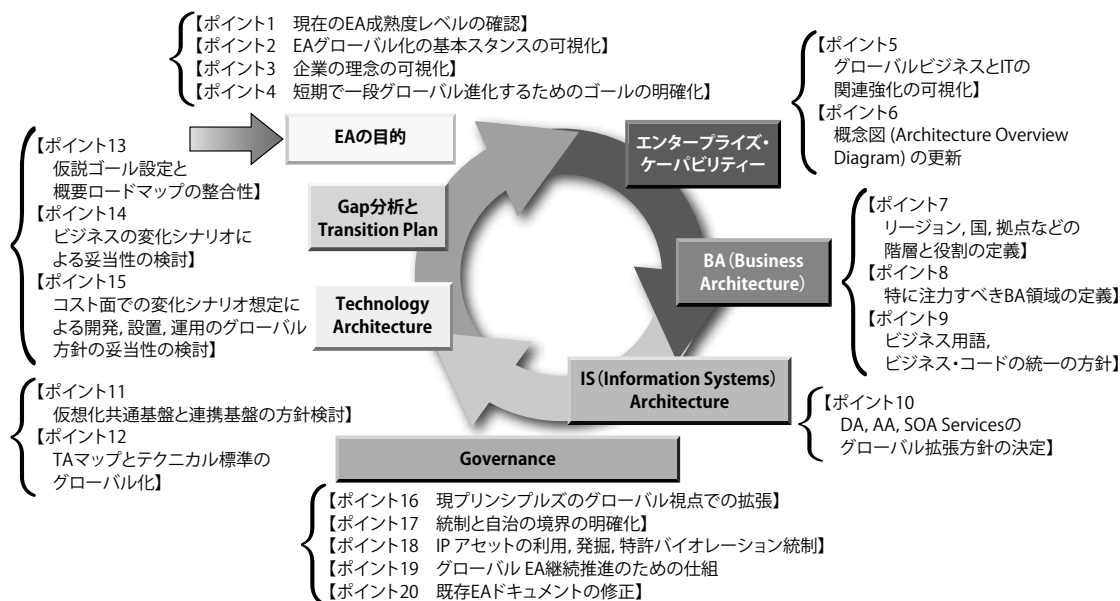 【ポイント1 現在のEA成熟度レベルの確認】
【ポイント2 EAグローバル化の基本スタンスの可視化】
【ポイント3 企業の理念の可視化】
【ポイント4 短期で一段グローバル進化するためのゴールの明確化】
【ポイント5
グローバルビジネスとITの
関連強化の可視化】
【ポイント6
概念図 (Architecture Overview
Diagram) の更新
EAの目的
エンタープライズ・
ケーパビリティー
【ポイント13
仮説ゴール設定と
概要ロードマップの整合性】
【ポイント14
ビジネスの変化シナリオに
よる妥当性の検討】
【ポイント15
コスト面での変化シナリオ想定に
よる開発, 設置, 運用のグローバル
方針の妥当性の検討】
Gap分析と
Transition Plan
BA（Business
Architecture）
【ポイント7
リージョン, 国, 拠点などの
階層と役割の定義】
【ポイント8
特に注力すべきBA領域の定義】
【ポイント9
ビジネス用語,
ビジネス・コードの統一の方針】
Technology
Architecture
IS（Information Systems）
Architecture
【ポイント10
DA, AA, SOA Servicesの
グローバル拡張方針の決定】
【ポイント11
仮想化共通基盤と連携基盤の方針検討】
【ポイント12
TAマップとテクニカル標準の
グローバル化】
Governance
【ポイント16 現プリンシプルズのグローバル視点での拡張】
【ポイント17 統制と自治の境界の明確化】
【ポイント18 IP アセットの利用, 発掘, 特許バイオレーション統制】
【ポイント19 グローバル EA継続推進のための仕組
【ポイント20 既存EAドキュメントの修正】